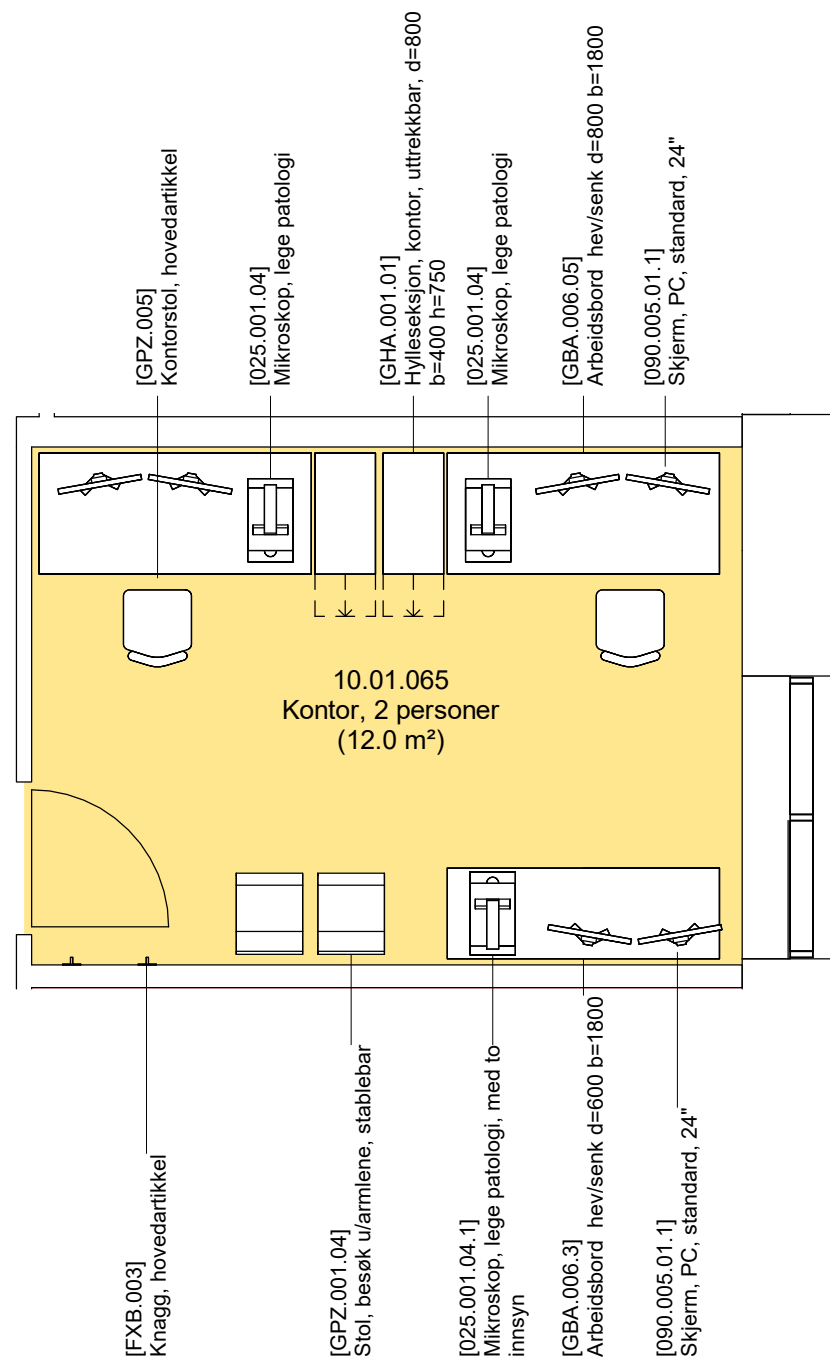 [GPZ.005]
Kontorstol, hovedartikkel
[025.001.04]
Mikroskop, lege patologi
[GHA.001.01]
Hylleseksjon, kontor, uttrekkbar, d=800
b=400 h=750
[025.001.04]
Mikroskop, lege patologi
[GBA.006.05]
Arbeidsbord hev/senk d=800 b=1800
[090.005.01.1]
Skjerm, PC, standard, 24"
10.01.065
Kontor, 2 personer
(12.0 m²)
[FXB.003]
Knagg, hovedartikkel
[GPZ.001.04]
Stol, besøk u/armlene, stablebar
[025.001.04.1]
Mikroskop, lege patologi, med to
innsyn
[GBA.006.3]
Arbeidsbord hev/senk d=600 b=1800
[090.005.01.1]
Skjerm, PC, standard, 24"